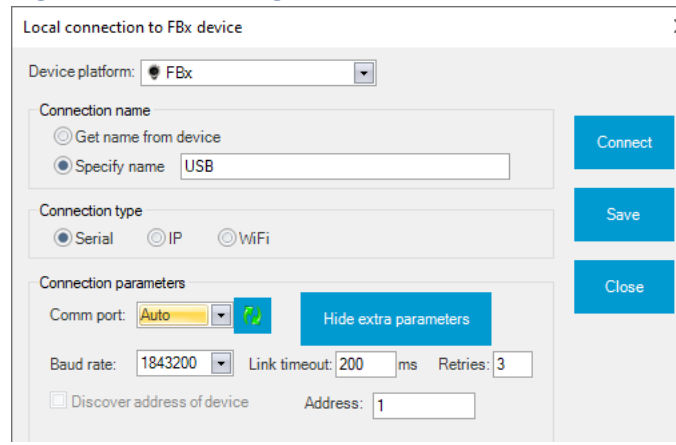 Local connection to FBx device
Device platform: FBx
Connection name
Get name from device
Specify name USB
Connect
Connection type
Serial IP WiFi
Save
Connection parameters
Comm port: Auto
Hide extra parameters
Close
Baud rate: 1843200 Link timeout: 200 ms Retries: 3
Discover address of device Address: 1